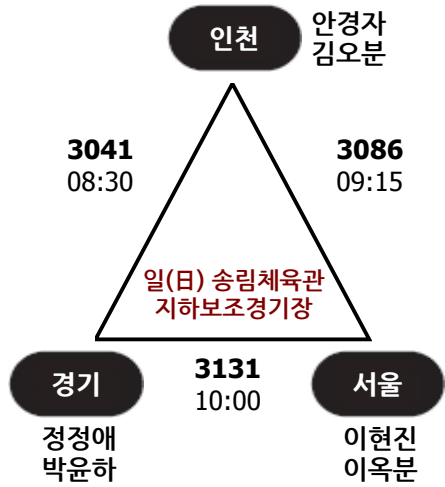 인천
안경자
김오분
3041
08:30
3086
09:15
일(日) 송림체육관
지하보조경기장
경기
3131
10:00
서울
정정애
박윤하
이현진
이옥분